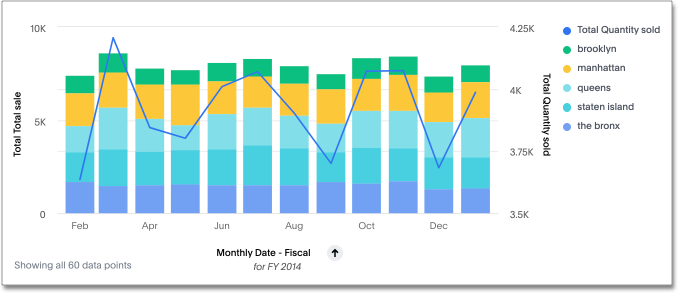 10K
5K
0
Total Total sale
4.25K
4K
3.75K
3.5K
Total Quantity sold
Feb
Apr
Jun
Aug
Oct
Dec
Monthly Date - Fiscal
for FY 2014
Showing all 60 data points
Total Quantity sold
brooklyn
manhattan
queens
staten island
the bronx